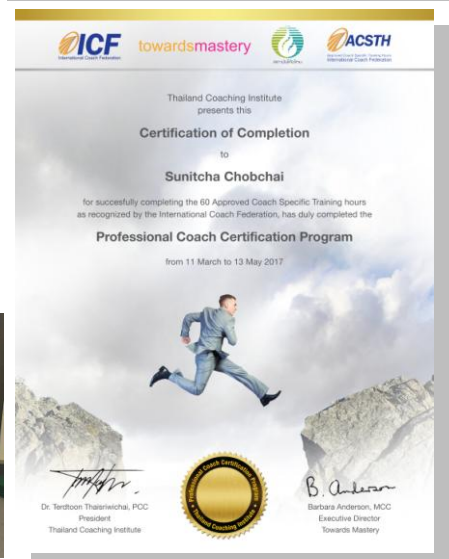 ICF
International Coach Federation
towardsmastery
ACSTH
International Coach Federation
Thailand Coaching Institute
presents this
Certification of Completion
to
Sunitcha Chobchai
for succesfully completing the 60 Approved Coach Specific Training hours
as recognized by the International Coach Federation, has duly completed the
Professional Coach Certification Program
from 11 March to 13 May 2017
Professional Coach Certification Program
Thailand Coaching Institute
B. Anderson
Dr. Terdtoon Thaisriwichai, PCC
President
Thailand Coaching Institute
Barbara Anderson, MCC
Executive Director
Towards Mastery